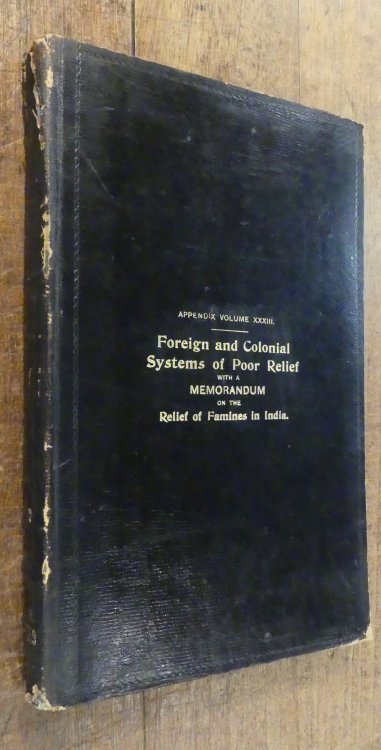 APPENDIX VOLUME XXXIII.
Foreign and Colonial
Systems of Poor Relief
WITH A
MEMORANDUM
ON THE
Relief of Famines in India.